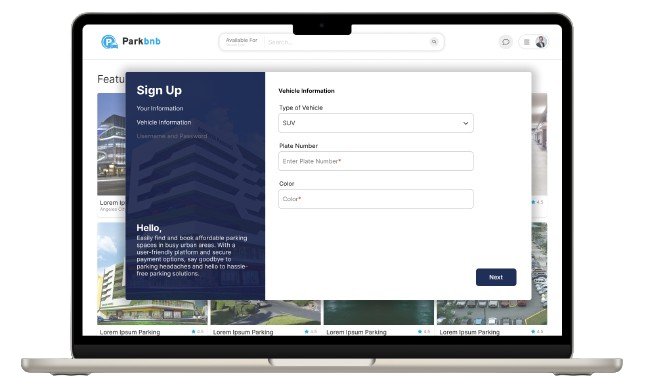 Parkbnb
Available For
Search...
Featu
Sign Up
Your Information
Vehicle Information
Username and Password
Hello,
Easily find and book affordable parking
spaces in busy urban areas. With a
user-friendly platform and secure
payment options, say goodbye to
parking headaches and hello to hassle-
free parking solutions.
Vehicle Information
Type of Vehicle
SUV
Plate Number
Enter Plate Number*
Color
Color*
Next
Lorem Ip
Lorem Ipsum Parking
Lorem Ipsum Parking
Lorem Ipsum Parking
Lorem Ipsum Parking